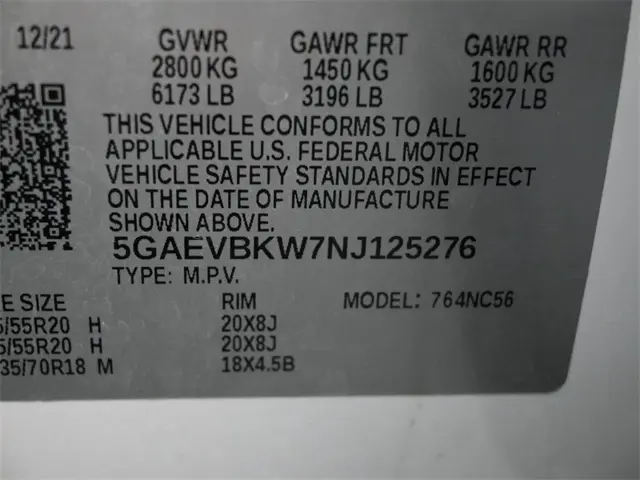 12/21 GVWR GAWR FRT GAWR RR
2800 KG 1450 KG 1600 KG
6173 LB 3196 LB 3527 LB
THIS VEHICLE CONFORMS TO ALL
APPLICABLE U.S. FEDERAL MOTOR
VEHICLE SAFETY STANDARDS IN EFFECT
ON THE DATE OF MANUFACTURE
SHOWN ABOVE.
5GAEVBKW7NJ125276
TYPE: M.P.V.
SIZE RIM MODEL: 764NC56
/55R20 H 20X8J
/55R20 H 20X8J
35/70R18 M 18X4.5B